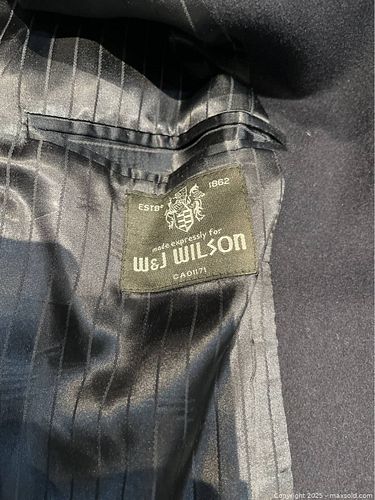 ESTD 1862
made expressly for
W&J WILSON
CA01171
Copyright 2025 - maxsold.com